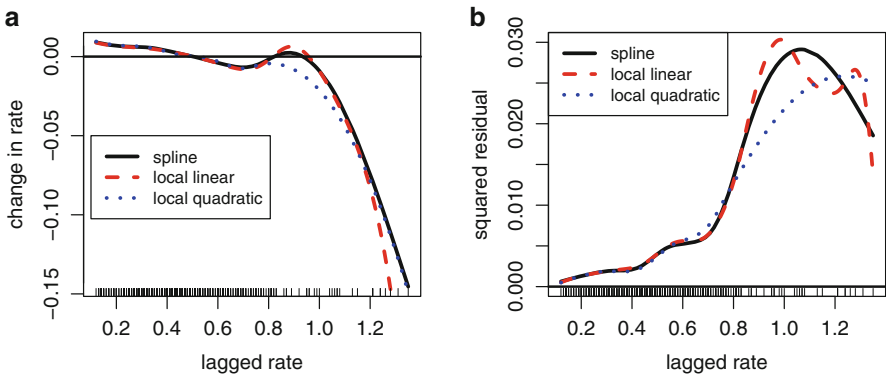 a
change in rate
0.00
−0.05
−0.10
−0.15
spline
local linear
local quadratic
0.2 0.4 0.6 0.8 1.0 1.2
lagged rate
b
squared residual
0.030
0.020
0.010
0.000
spline
local linear
local quadratic
0.2 0.4 0.6 0.8 1.0 1.2
lagged rate